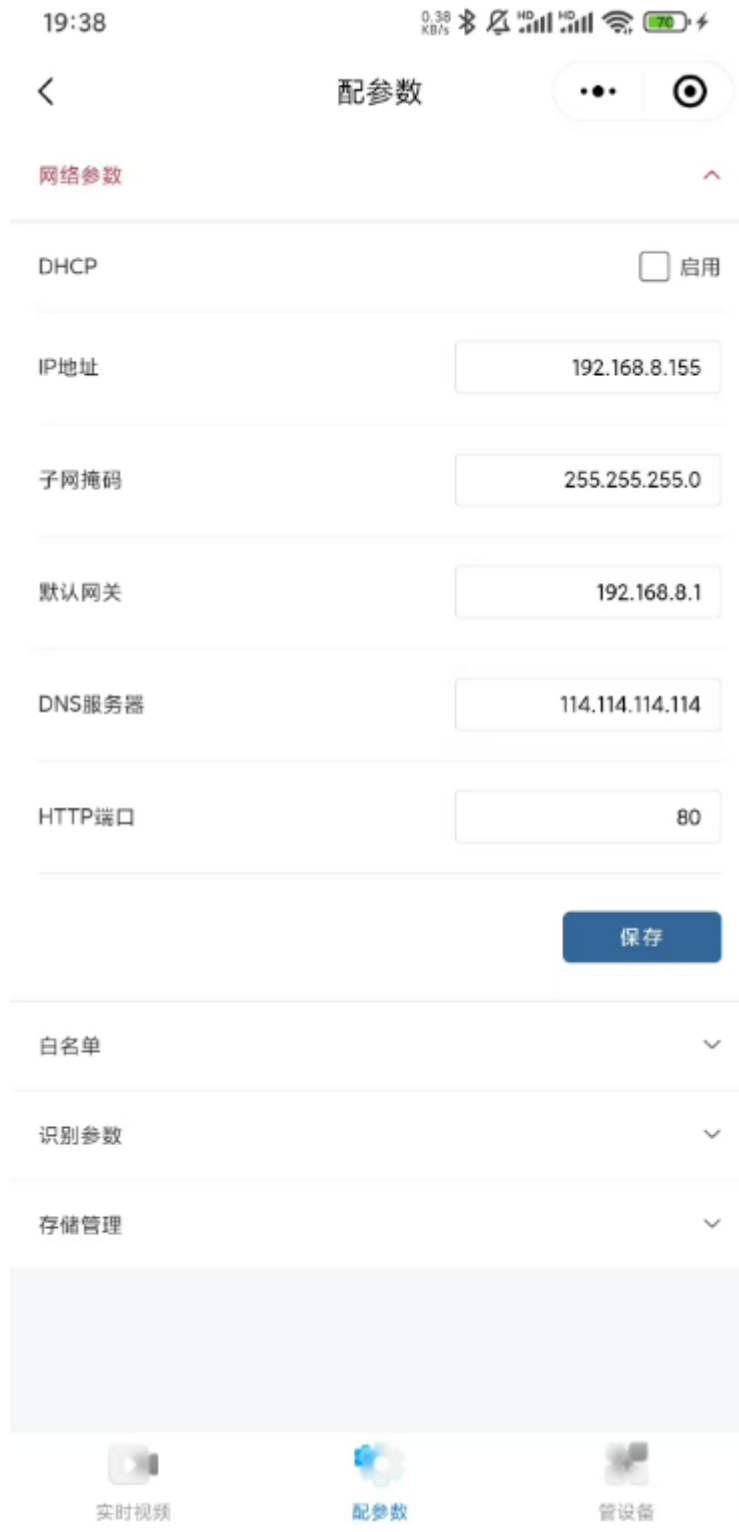 19:38
0.38 KB/s HD HD 70
配参数
网络参数
DHCP 启用
IP地址 192.168.8.155
子网掩码 255.255.255.0
默认网关 192.168.8.1
DNS服务器 114.114.114.114
HTTP端口 80
保存
白名单
识别参数
存储管理
实时视频 配参数 管设备